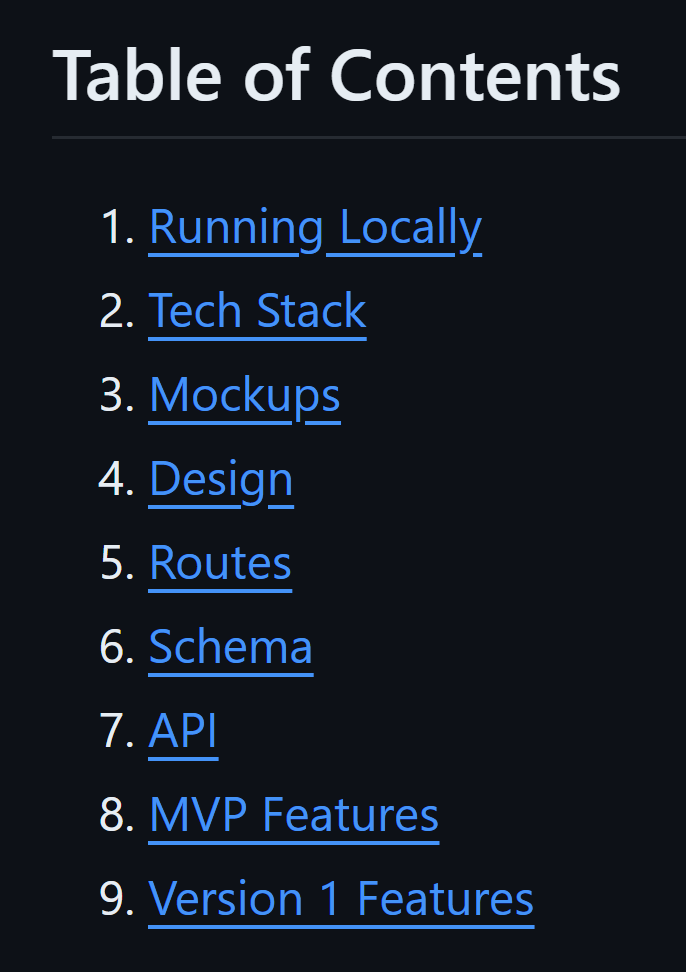 Table of Contents
1. Running Locally
2. Tech Stack
3. Mockups
4. Design
5. Routes
6. Schema
7. API
8. MVP Features
9. Version 1 Features